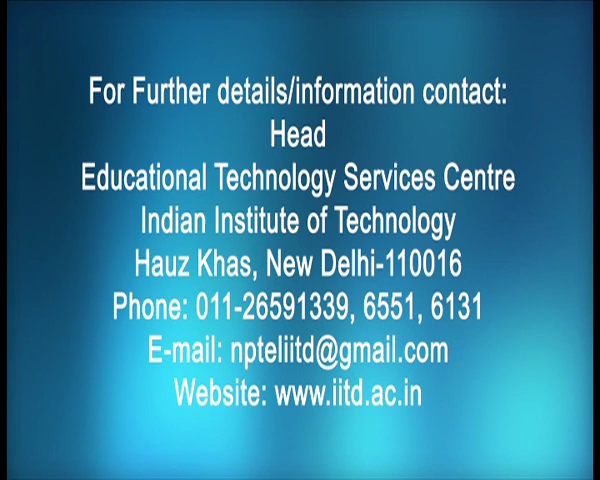 For Further details/information contact:
Head
Educational Technology Services Centre
Indian Institute of Technology
Hauz Khas, New Delhi-110016
Phone: 011-26591339, 6551, 6131
E-mail: npteliitd@gmail.com
Website: www.iitd.ac.in